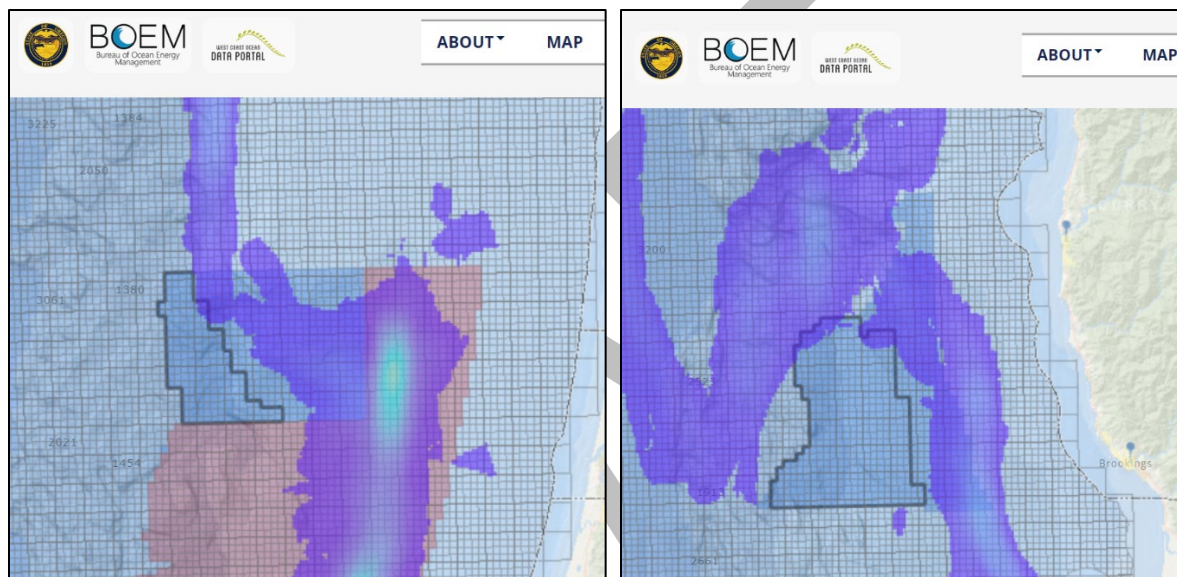 BOEM
Bureau of Ocean Energy
Management
WEST COAST OCEAN
DATA PORTAL
ABOUT
MAP
3225
1384
2050
3061
1380
2021
1454
BOEM
Bureau of Ocean Energy
Management
WEST COAST OCEAN
DATA PORTAL
ABOUT
MAP
3200
Brookings
2661